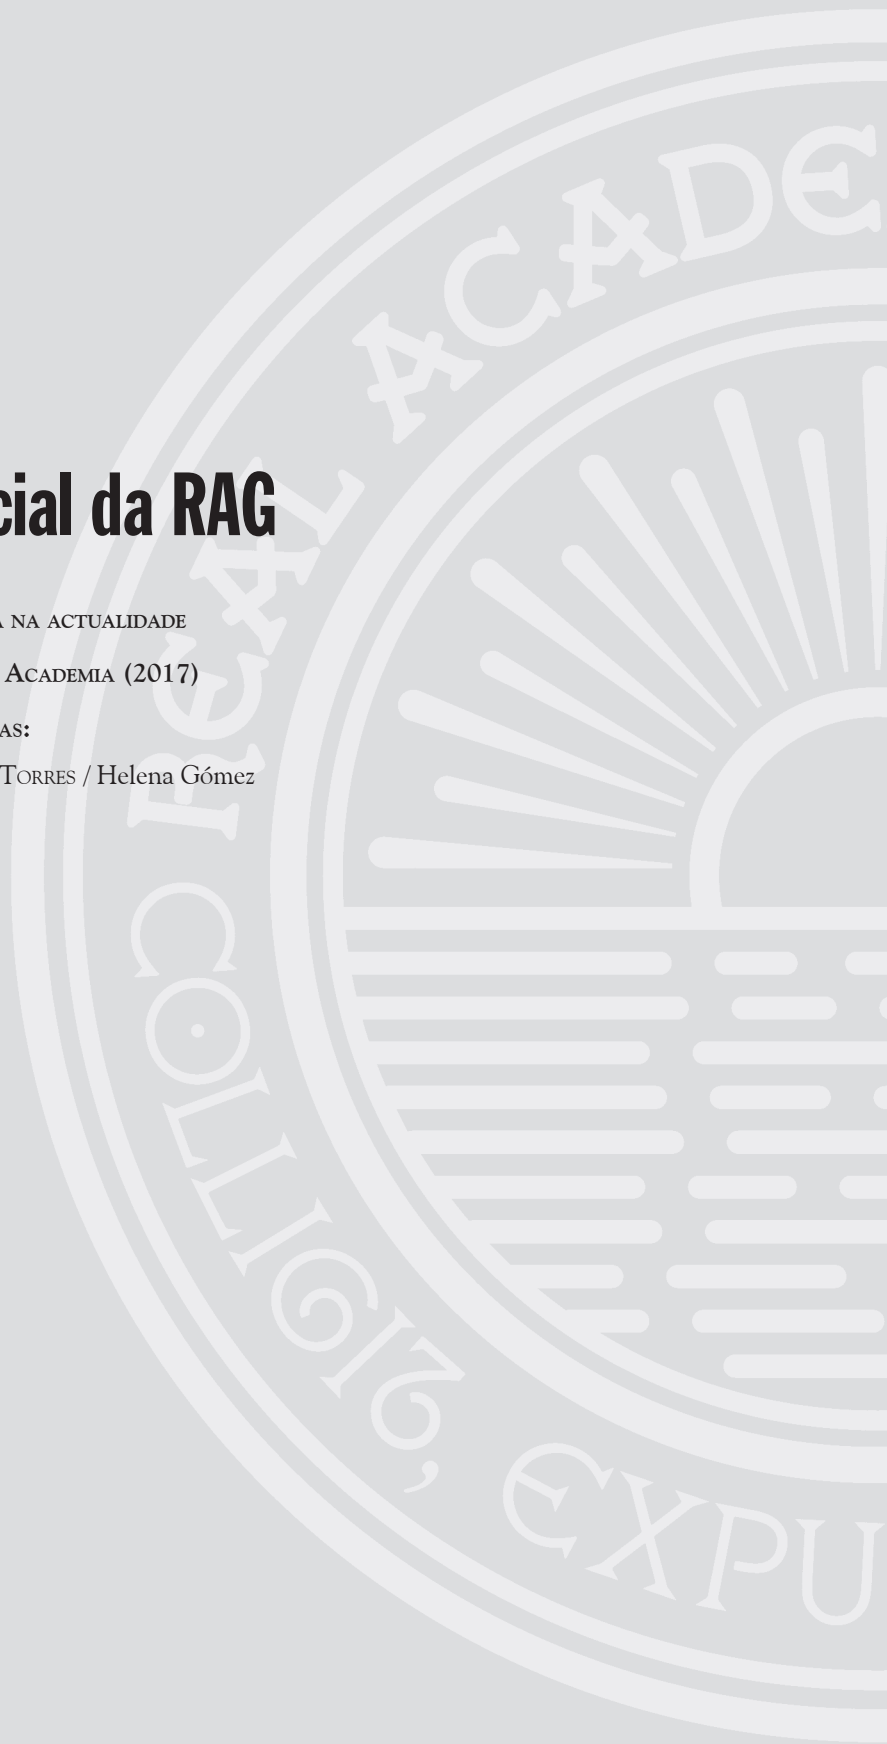 cial da RAG
A NA ACTUALIDADE
ACADEMIA (2017)
AS:
TORRES / Helena Gómez
REAL ACADE
COLLIGIT, EXPU